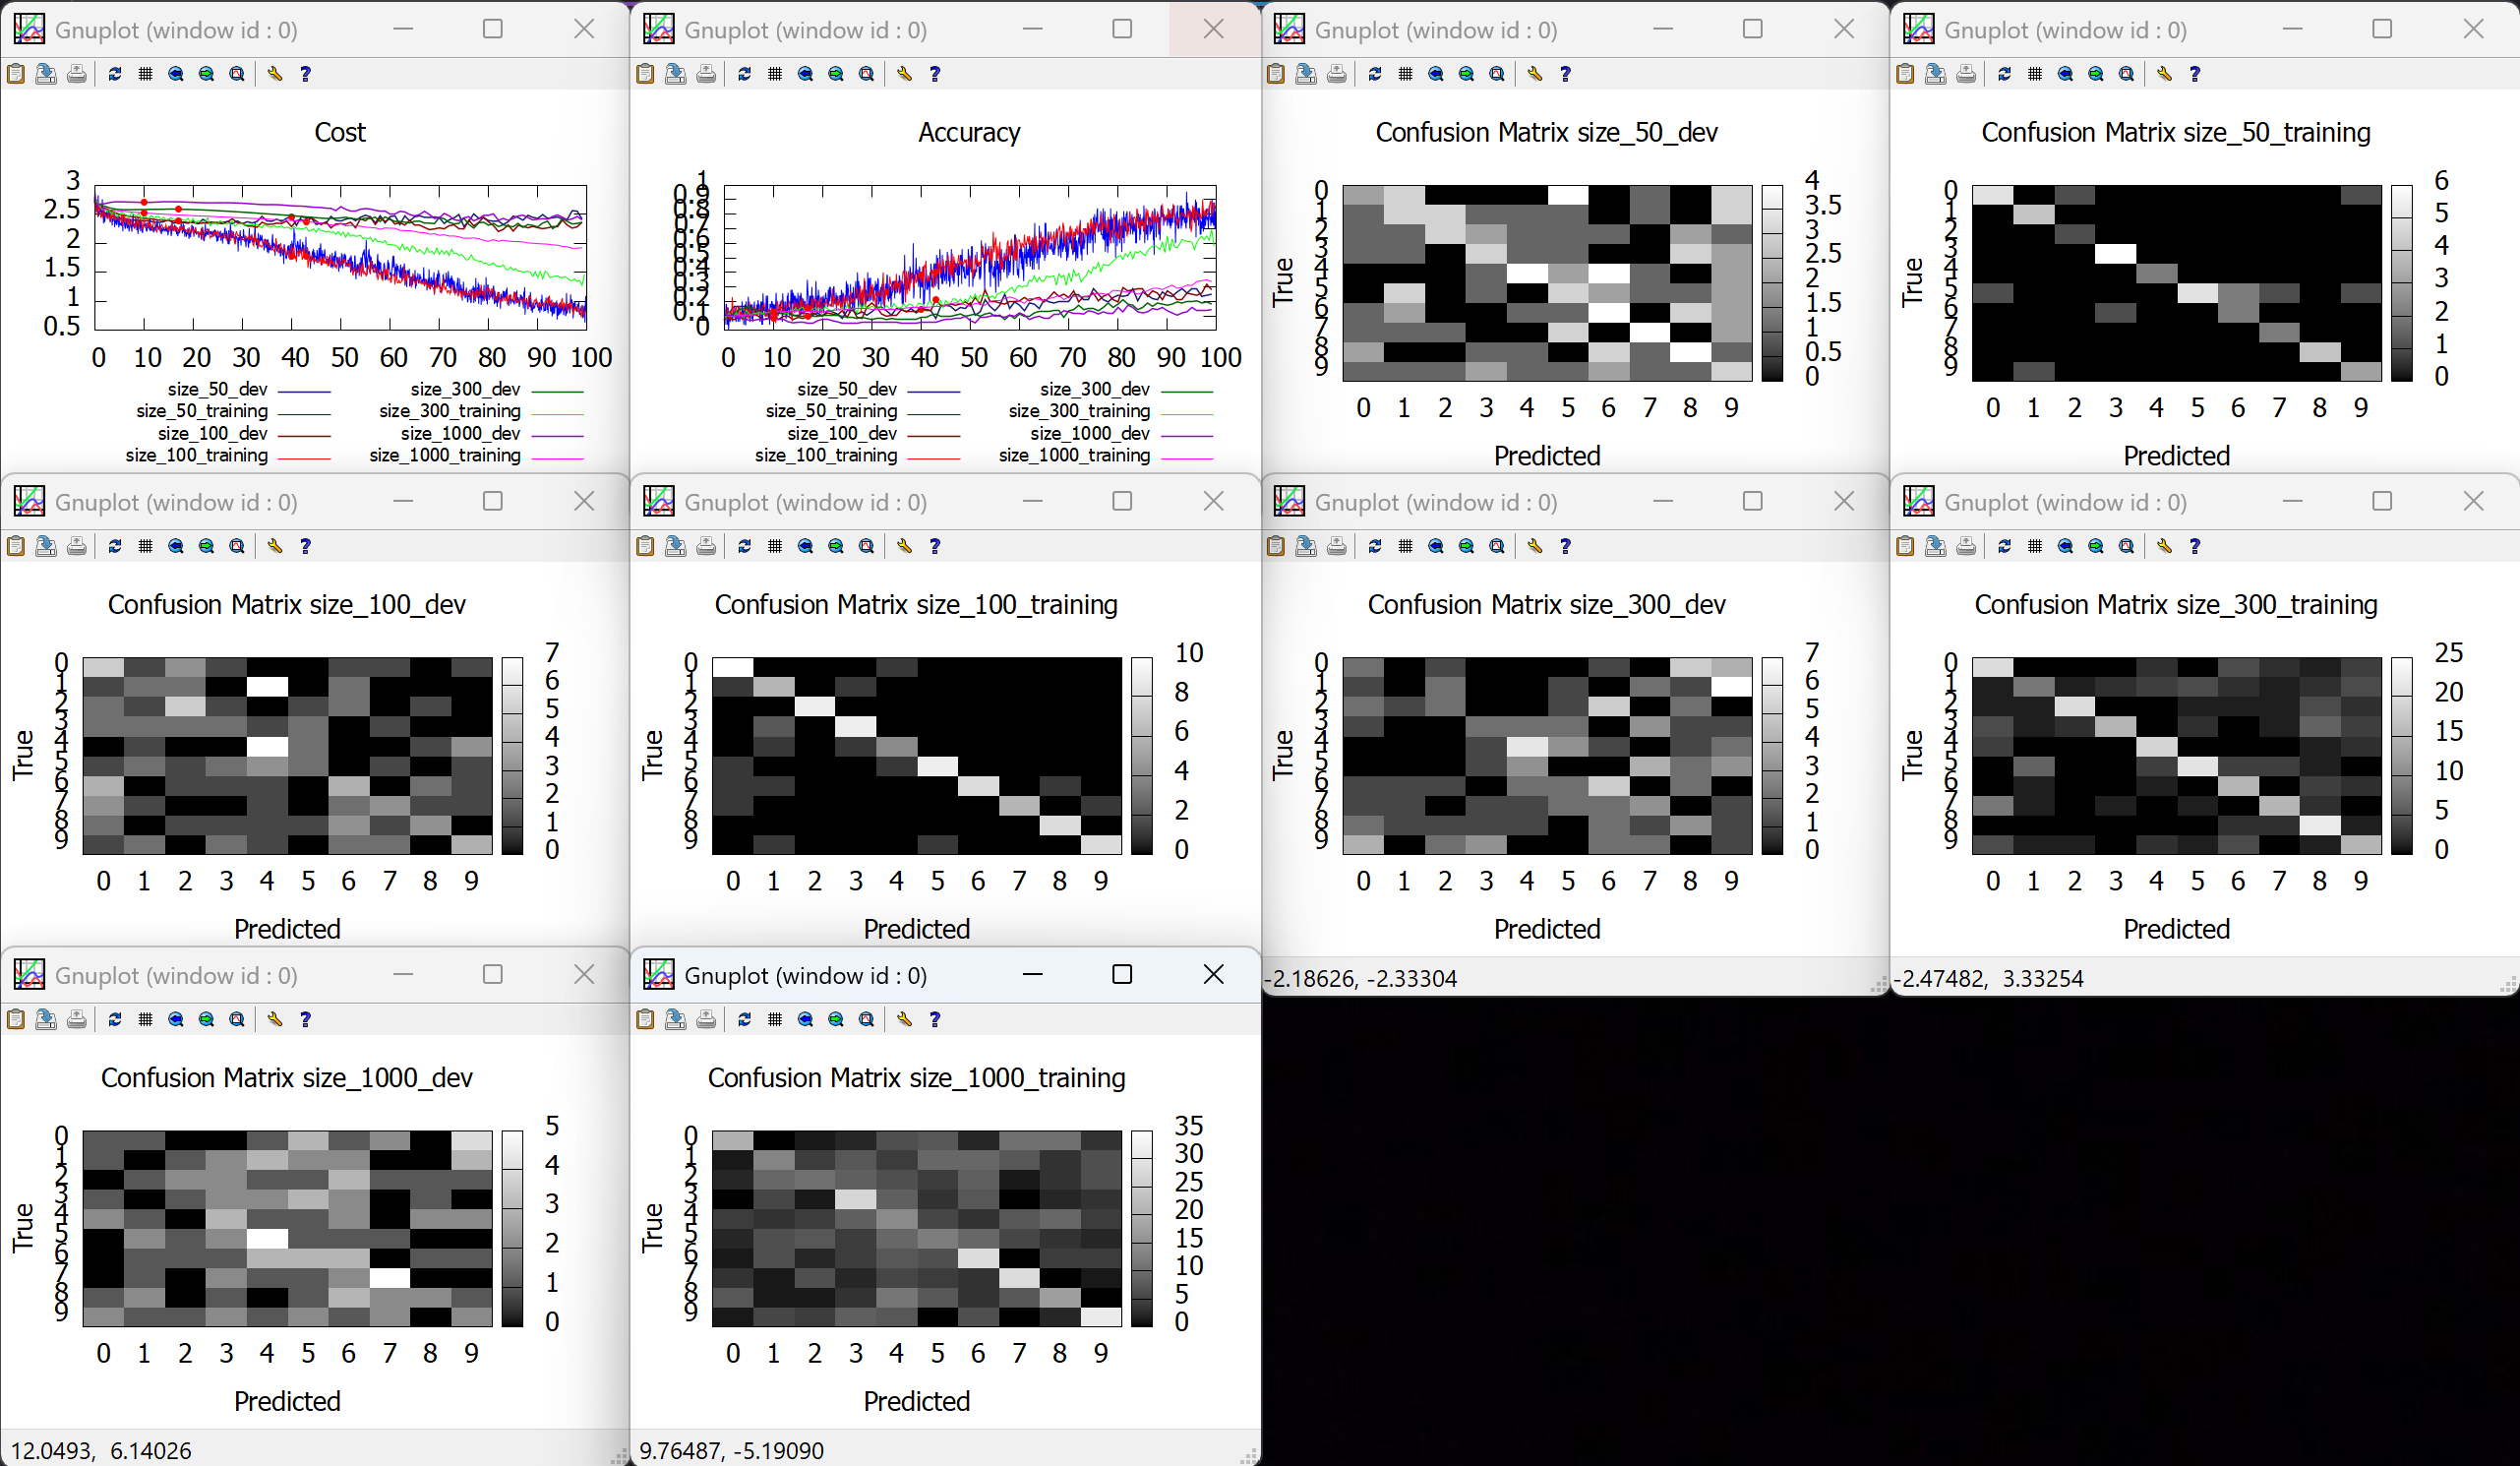 Gnuplot (window id : 0)
Cost
3
2.5
2
1.5
1
0.5
0 10 20 30 40 50 60 70 80 90 100
size_50_dev size_300_dev
size_50_training size_300_training
size_100_dev size_1000_dev
size_100_training size_1000_training
Gnuplot (window id : 0)
Accuracy
1
0.9
0.8
0.7
0.6
0.5
0.4
0.3
0.2
0.1
0
0 10 20 30 40 50 60 70 80 90 100
size_50_dev size_300_dev
size_50_training size_300_training
size_100_dev size_1000_dev
size_100_training size_1000_training
Gnuplot (window id : 0)
Confusion Matrix size_50_dev
True
0
1
2
3
4
5
6
7
8
9
4
3.5
3
2.5
2
1.5
1
0.5
0
0 1 2 3 4 5 6 7 8 9
Predicted
Gnuplot (window id : 0)
Confusion Matrix size_50_training
True
0
1
2
3
4
5
6
7
8
9
6
5
4
3
2
1
0
0 1 2 3 4 5 6 7 8 9
Predicted
Gnuplot (window id : 0)
Confusion Matrix size_100_dev
True
0
1
2
3
4
5
6
7
8
9
7
6
5
4
3
2
1
0
0 1 2 3 4 5 6 7 8 9
Predicted
Gnuplot (window id : 0)
Confusion Matrix size_100_training
True
0
1
2
3
4
5
6
7
8
9
10
8
6
4
2
0
0 1 2 3 4 5 6 7 8 9
Predicted
Gnuplot (window id : 0)
Confusion Matrix size_300_dev
True
0
1
2
3
4
5
6
7
8
9
7
6
5
4
3
2
1
0
0 1 2 3 4 5 6 7 8 9
Predicted
-2.18626, -2.33304
Gnuplot (window id : 0)
Confusion Matrix size_300_training
True
0
1
2
3
4
5
6
7
8
9
25
20
15
10
5
0
0 1 2 3 4 5 6 7 8 9
Predicted
-2.47482, 3.33254
Gnuplot (window id : 0)
Confusion Matrix size_1000_dev
True
0
1
2
3
4
5
6
7
8
9
5
4
3
2
1
0
0 1 2 3 4 5 6 7 8 9
Predicted
12.0493, 6.14026
Gnuplot (window id : 0)
Confusion Matrix size_1000_training
True
0
1
2
3
4
5
6
7
8
9
35
30
25
20
15
10
5
0
0 1 2 3 4 5 6 7 8 9
Predicted
9.76487, -5.19090